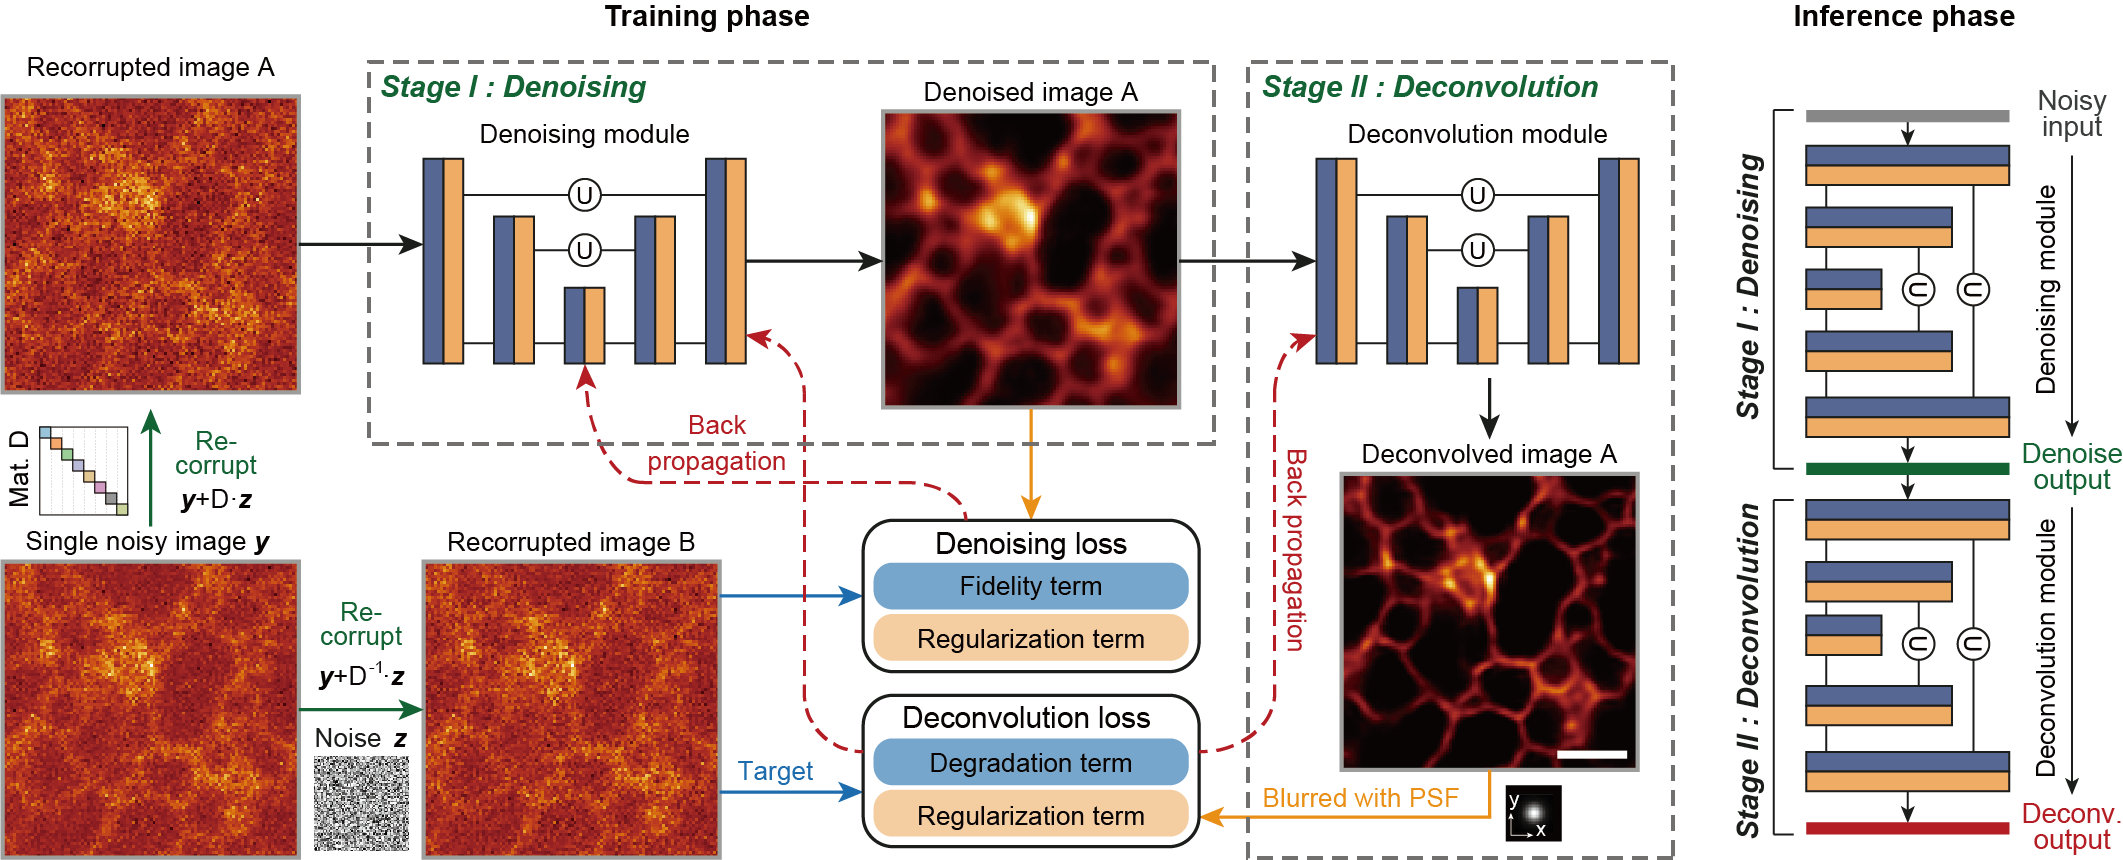 Training phase
Inference phase
Recorrupted image A
Stage I : Denoising
Denoising module
U
U
Denoised image A
Stage II : Deconvolution
Deconvolution module
U
U
Mat. D
Re-
corrupt
y+D·z
Single noisy image y
Re-
corrupt
y+D⁻¹·z
Noise z
Recorrupted image B
Back
propagation
Denoising loss
Fidelity term
Regularization term
Target
Deconvolution loss
Degradation term
Regularization term
Back propagation
Deconvolved image A
Blurred with PSF
y
x
Stage I : Denoising
Noisy
input
U
U
Denoising module
Denoise
output
Stage II : Deconvolution
U
U
Deconvolution module
Deconv.
output